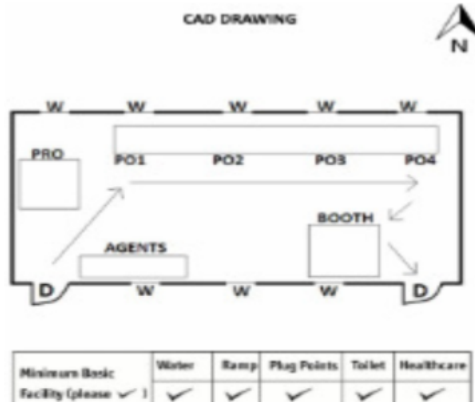 CAD DRAWING
N
W W W W W
PRO
PO1 PO2 PO3 PO4
BOOTH
AGENTS
D W W W D
Minimum Basic Facility (please ✓) Water Ramp Plug Points Toilet Healthcare
✓ ✓ ✓ ✓ ✓